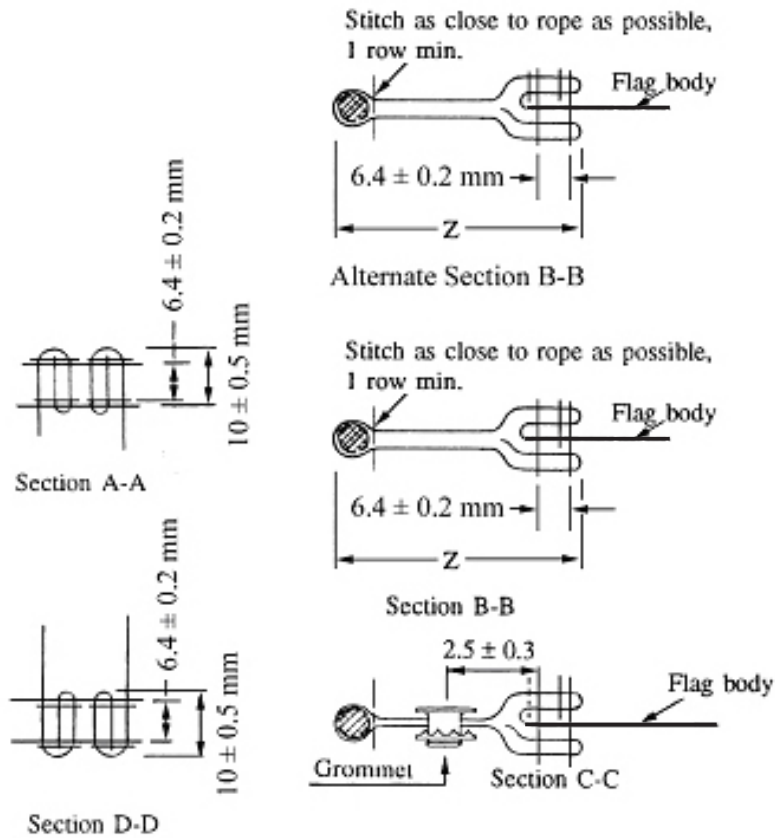 Stitch as close to rope as possible,
1 row min.
Flag body
6.4 ± 0.2 mm
Z
Alternate Section B-B
6.4 ± 0.2 mm
10 ± 0.5 mm
Section A-A
Stitch as close to rope as possible,
1 row min.
Flag body
6.4 ± 0.2 mm
Z
Section B-B
6.4 ± 0.2 mm
10 ± 0.5 mm
Section D-D
2.5 ± 0.3
Flag body
Grommet
Section C-C